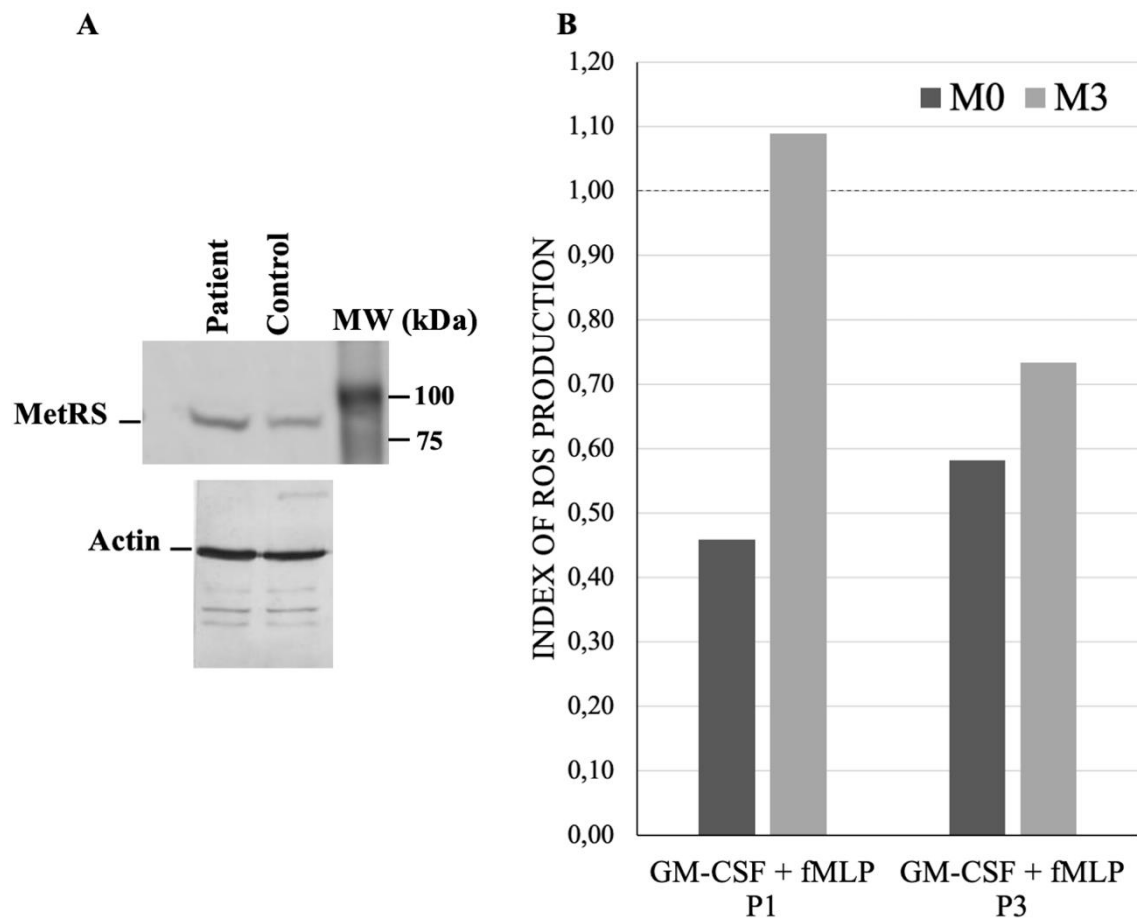 A
Patient
Control
MW (kDa)
MetRS
100
75
Actin
B
1,20
1,10
1,00
0,90
0,80
0,70
0,60
0,50
0,40
0,30
0,20
0,10
0,00
INDEX OF ROS PRODUCTION
M0 M3
GM-CSF + fMLP GM-CSF + fMLP
P1 P3